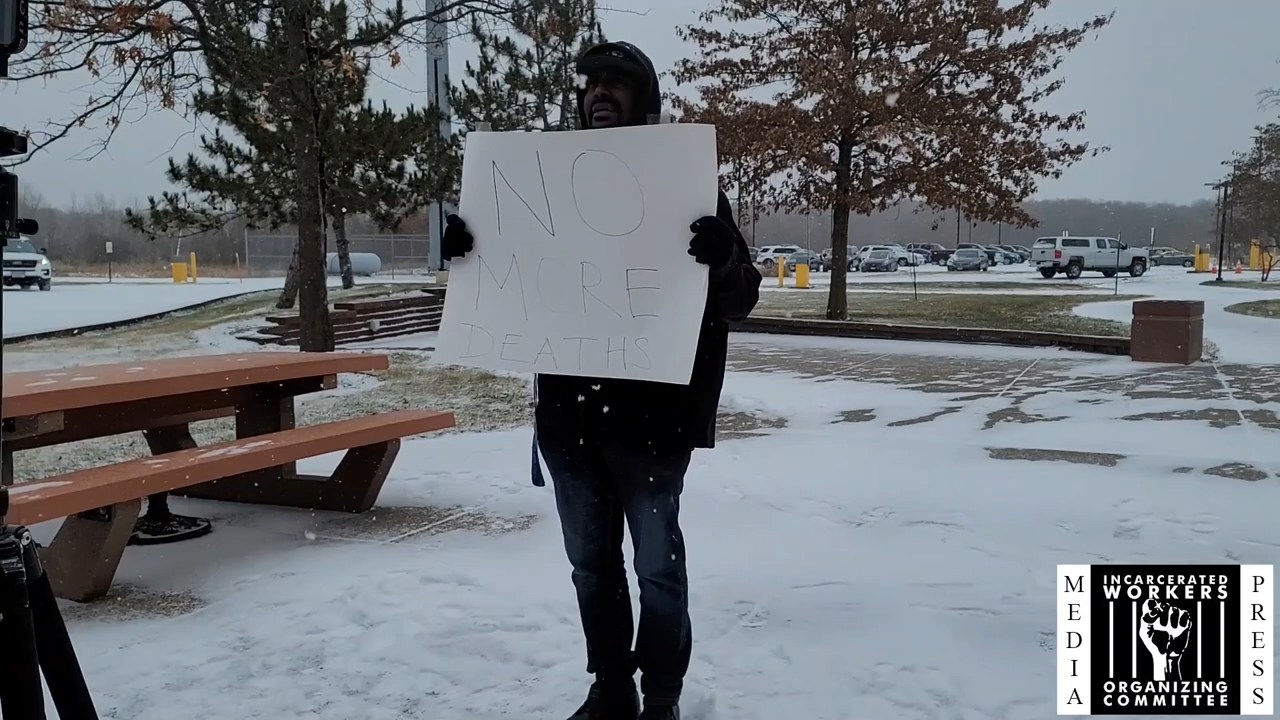 NO
MORE
DEATHS
MEDIA
INCARCERATED
WORKERS
ORGANIZING
COMMITTEE
PRESS